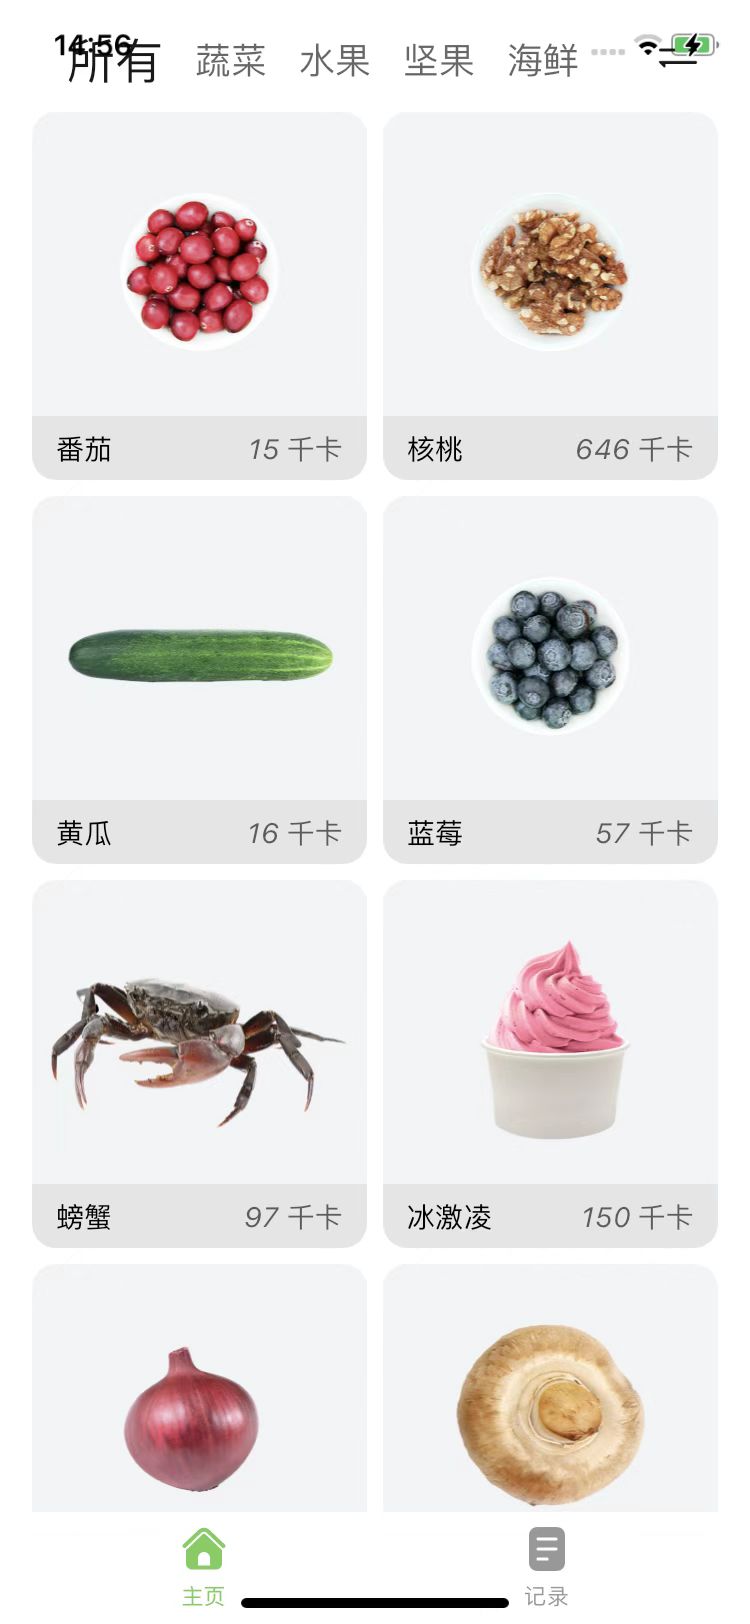 14:56
所有 蔬菜 水果 坚果 海鲜
番茄 15 千卡
核桃 646 千卡
黄瓜 16 千卡
蓝莓 57 千卡
螃蟹 97 千卡
冰激凌 150 千卡
主页 记录